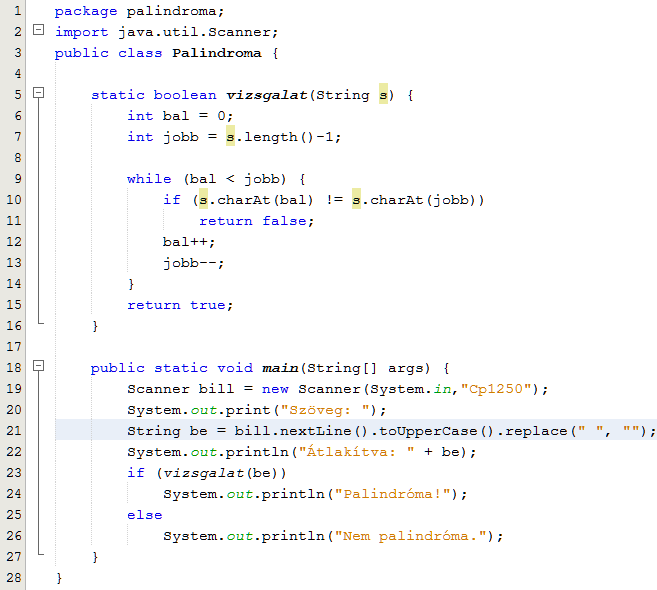 1 package palindroma;
2 import java.util.Scanner;
3 public class Palindroma {
4
5 static boolean vizsgalat(String s) {
6 int bal = 0;
7 int jobb = s.length()-1;
8
9 while (bal < jobb) {
10 if (s.charAt(bal) != s.charAt(jobb))
11 return false;
12 bal++;
13 jobb--;
14 }
15 return true;
16 }
17
18 public static void main(String[] args) {
19 Scanner bill = new Scanner(System.in,"Cp1250");
20 System.out.print("Szöveg: ");
21 String be = bill.nextLine().toUpperCase().replace(" ", "");
22 System.out.println("Átlakítva: " + be);
23 if (vizsgalat(be))
24 System.out.println("Palindróma!");
25 else
26 System.out.println("Nem palindróma.");
27 }
28 }